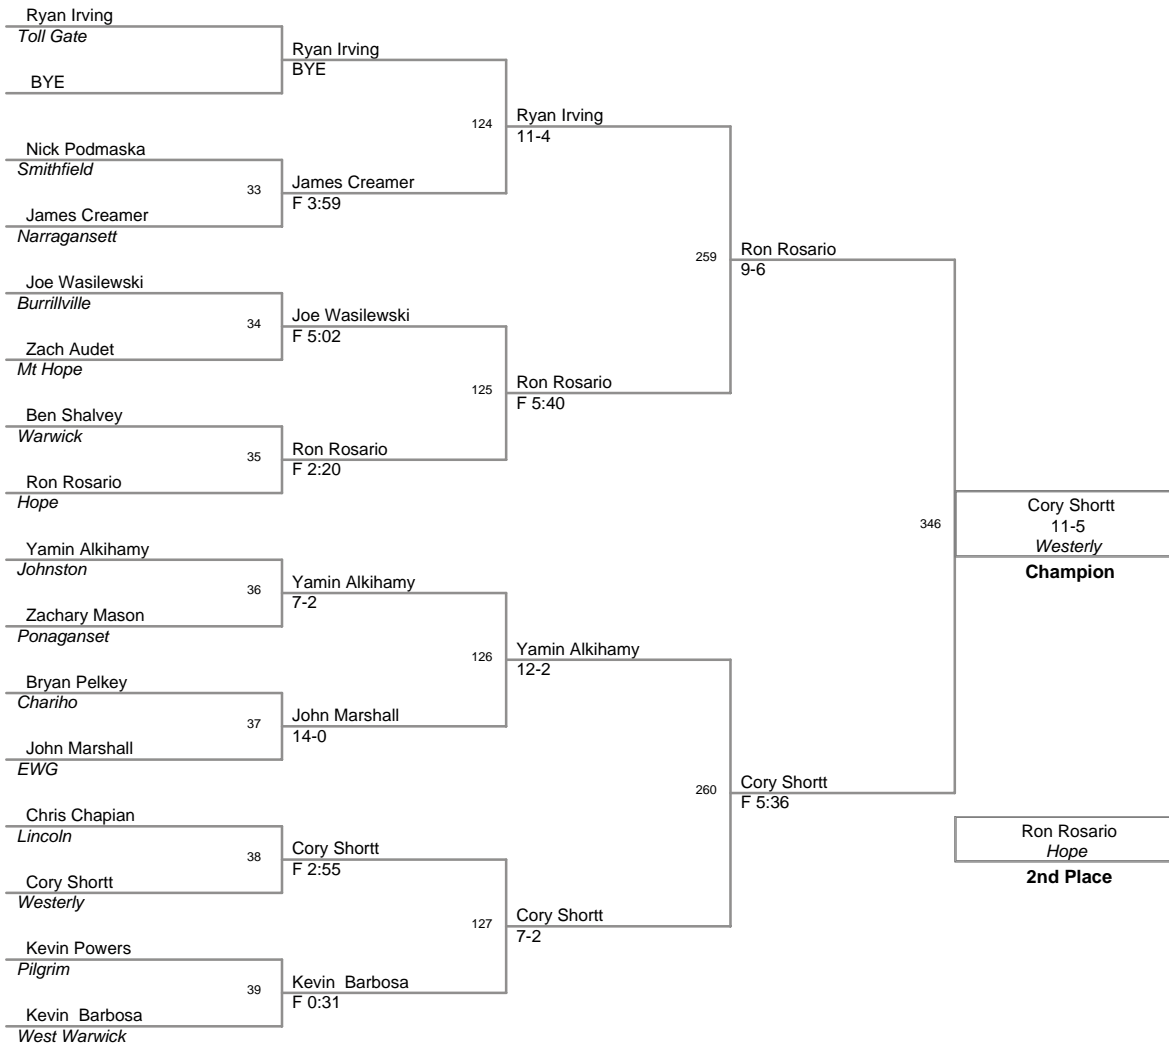 Ryan Irving
Toll Gate
BYE
Nick Podmaska
Smithfield
33
James Creamer
Narragansett
Joe Wasilewski
Burrillville
34
Zach Audet
Mt Hope
Ben Shalvey
Warwick
35
Ron Rosario
Hope
Yamin Alkihamy
Johnston
36
Zachary Mason
Ponaganset
Bryan Pelkey
Chariho
37
John Marshall
EWG
Chris Chapian
Lincoln
38
Cory Shortt
Westerly
Kevin Powers
Pilgrim
39
Kevin Barbosa
West Warwick
Ryan Irving
BYE
124
James Creamer
F 3:59
Joe Wasilewski
F 5:02
125
Ron Rosario
F 2:20
Yamin Alkihamy
7-2
126
John Marshall
14-0
Cory Shortt
F 2:55
127
Kevin Barbosa
F 0:31
Ryan Irving
11-4
259
Ron Rosario
F 5:40
Yamin Alkihamy
12-2
260
Cory Shortt
7-2
Ron Rosario
9-6
346
Cory Shortt
F 5:36
Cory Shortt
11-5
Westerly
Champion
Ron Rosario
Hope
2nd Place